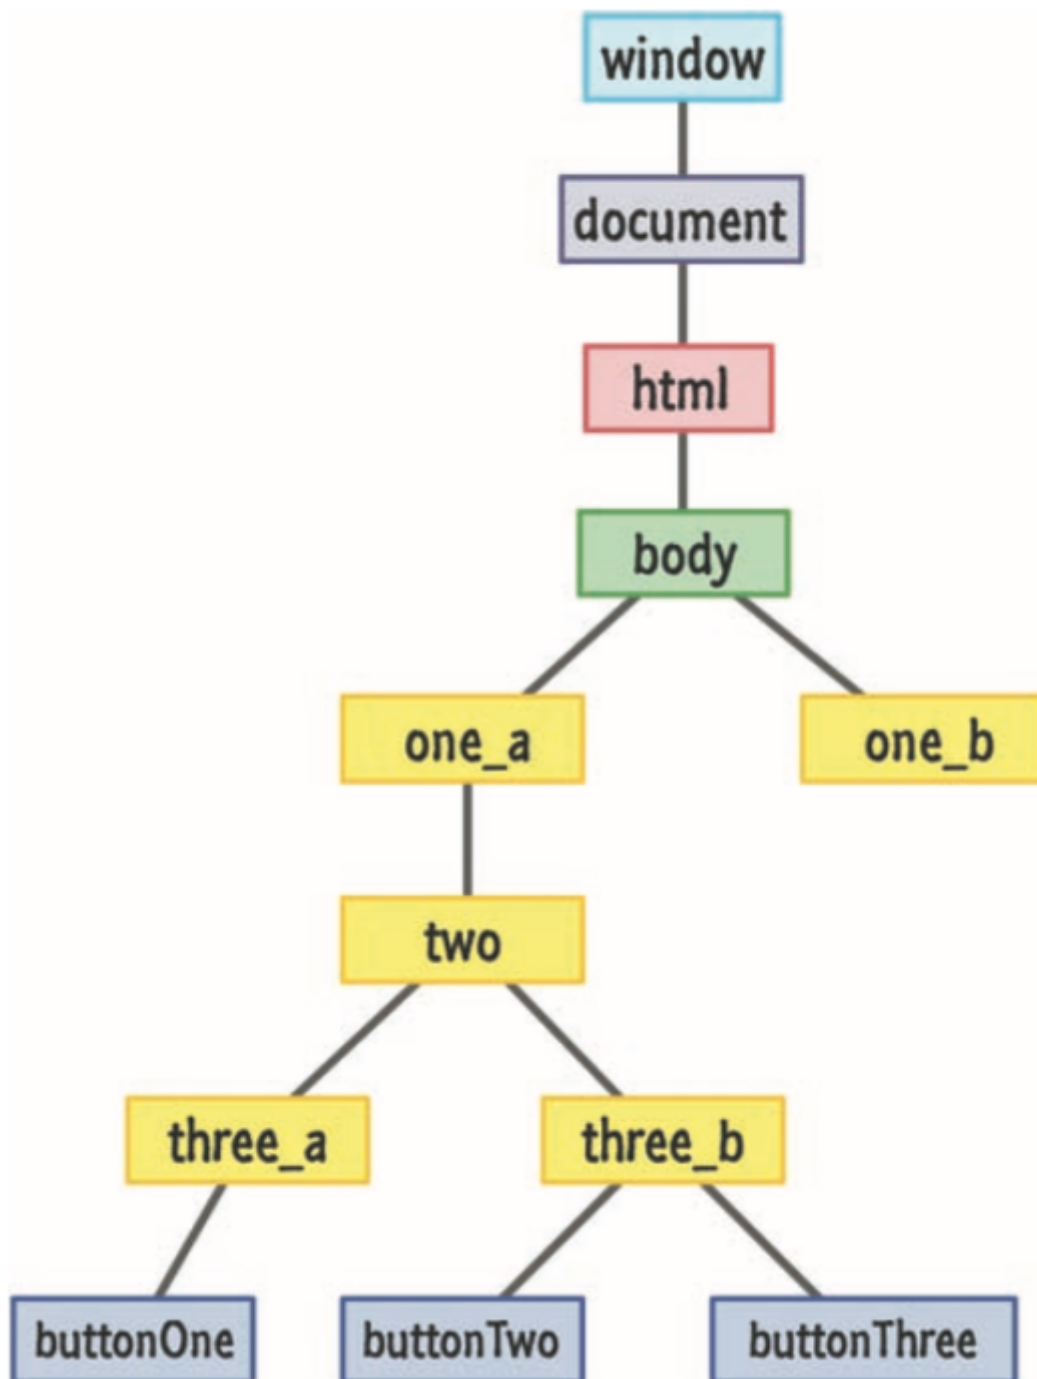 window
document
html
body
one_a
one_b
two
three_a
three_b
buttonOne
buttonTwo
buttonThree